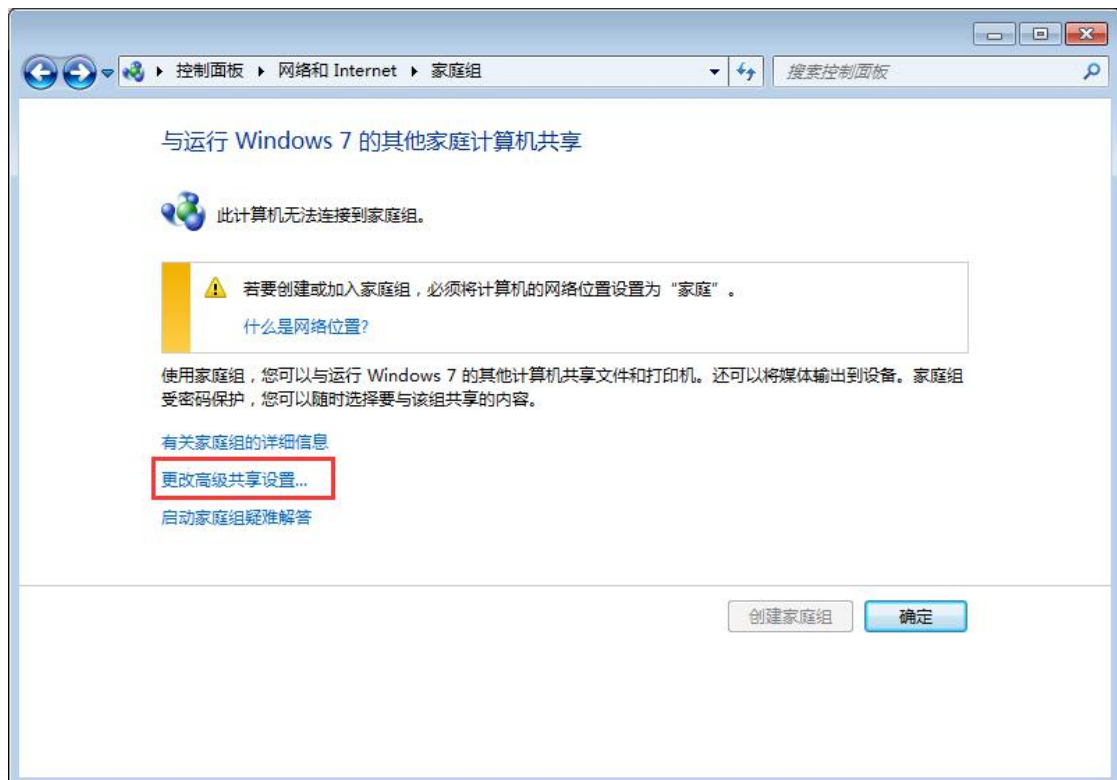 控制面板 ▸ 网络和 Internet ▸ 家庭组
搜索控制面板
与运行 Windows 7 的其他家庭计算机共享
此计算机无法连接到家庭组。
若要创建或加入家庭组，必须将计算机的网络位置设置为“家庭”。
什么是网络位置?
使用家庭组，您可以与运行 Windows 7 的其他计算机共享文件和打印机。还可以将媒体输出到设备。家庭组
受密码保护，您可以随时选择要与该组共享的内容。
有关家庭组的详细信息
更改高级共享设置...
启动家庭组疑难解答
创建家庭组
确定